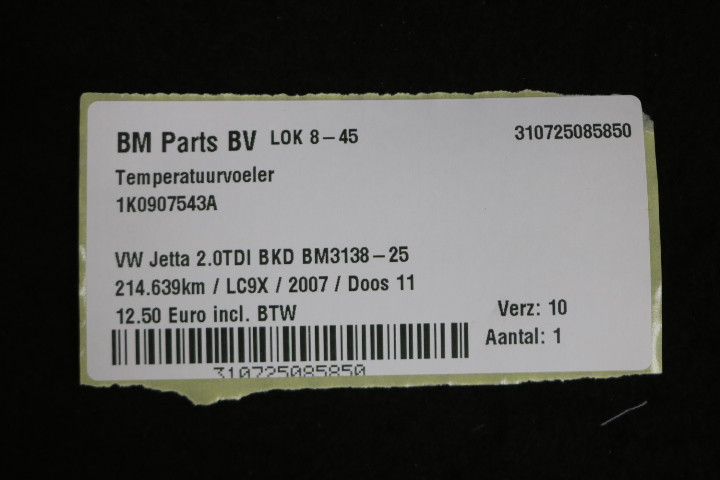 BM Parts BV LOK 8-45 310725085850
Temperatuurvoeler
1K0907543A
VW Jetta 2.0TDI BKD BM3138-25
214.639km / LC9X / 2007 / Doos 11
12.50 Euro incl. BTW Verz: 10
Aantal: 1
310725085850